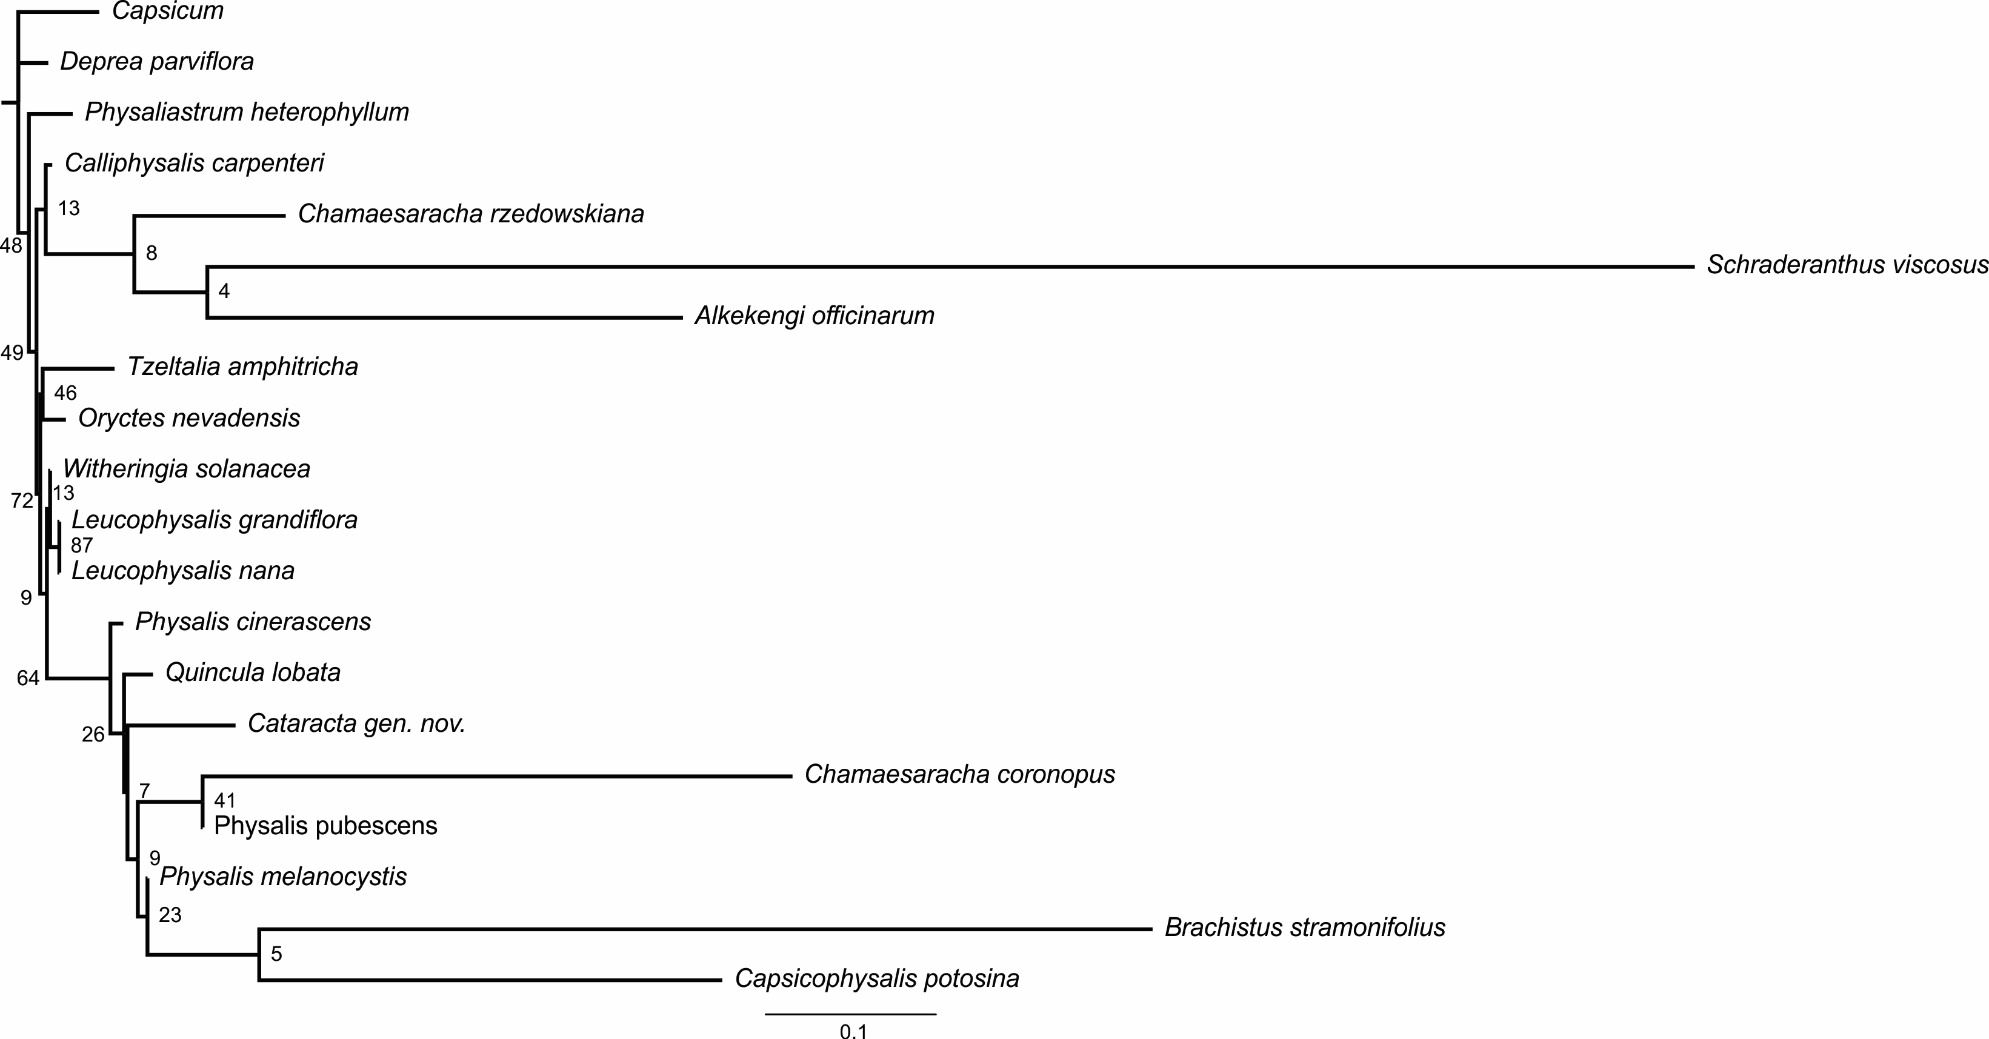 Capsicum
Deprea parviflora
Physaliastrum heterophyllum
Calliphysalis carpenteri
13
Chamaesaracha rzedowskiana
48
8
Schraderanthus viscosus
4
Alkekengi officinarum
49
Tzeltalia amphitricha
46
Oryctes nevadensis
Witheringia solanacea
72
13
Leucophysalis grandiflora
87
Leucophysalis nana
9
Physalis cinerascens
Quincula lobata
64
Cataracta gen. nov.
26
Chamaesaracha coronopus
7
41
Physalis pubescens
9
Physalis melanocystis
23
Brachistus stramonifolius
5
Capsicophysalis potosina
0.1